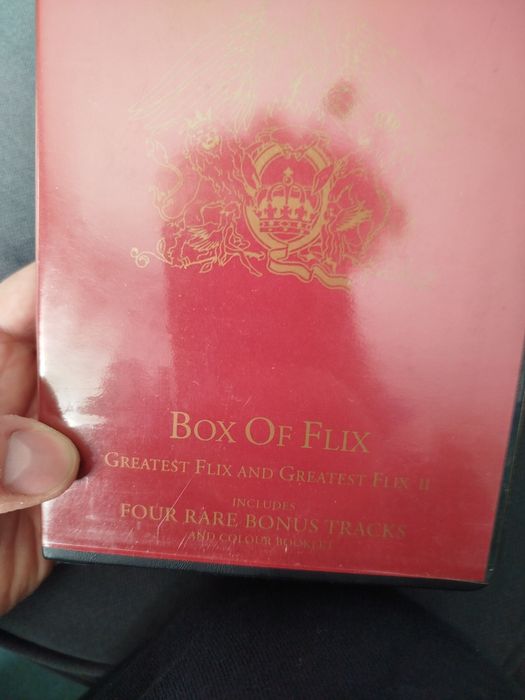 BOX OF FLIX
GREATEST FLIX AND GREATEST FLIX II
INCLUDES
FOUR RARE BONUS TRACKS
AND COLOUR BOOKLET